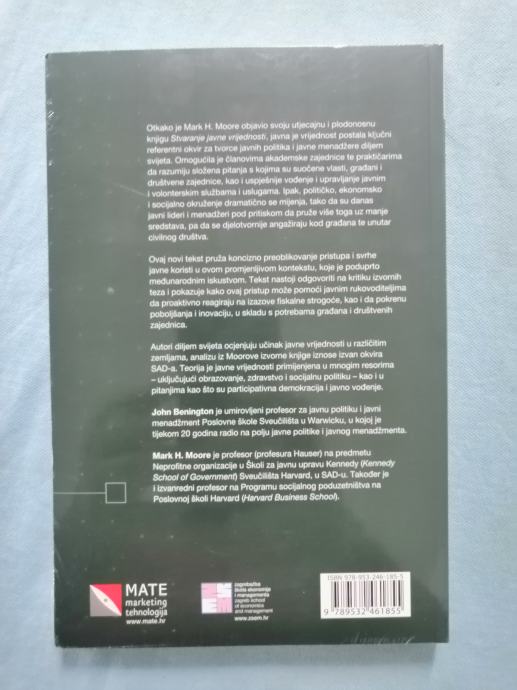 Otkako je Mark H. Moore objavio svoju utjecajnu i plodonosnu
knjigu Stvaranje javne vrijednosti, javna je vrijednost postala ključni
referentni okvir za tvorce javnih politika i javne menadžere diljem
svijeta. Omogućila je članovima akademske zajednice te praktičarima
da razumiju složena pitanja s kojima su suočene vlasti, građani i
društvene zajednice, kao i uspješnije vođenje i upravljanje javnim
i volonterskim službama i uslugama. Ipak, političko, ekonomsko
i socijalno okruženje dramatično se mijenja, tako da su danas
javni lideri i menadžeri pod pritiskom da pruže više toga uz manje
sredstava, pa da se djelotvornije angažiraju kod građana te unutar
civilnog društva.
Ovaj novi tekst pruža koncizno preoblikovanje pristupa i svrhe
javne koristi u ovom promjenljivom kontekstu, koje je poduprto
međunarodnim iskustvom. Tekst nastoji odgovoriti na kritiku izvornih
teza i pokazuje kako ovaj pristup može pomoći javnim rukovoditeljima
da proaktivno reagiraju na izazove fiskalne strogoće, kao i da pokrenu
poboljšanja i inovaciju, u skladu s potrebama građana i društvenih
zajednica.
Autori diljem svijeta ocjenjuju učinak javne vrijednosti u različitim
zemljama, analizu iz Mooreove izvorne knjige iznose izvan okvira
SAD-a. Teorija je javne vrijednosti primijenjena u mnogim resorima
– uključujući obrazovanje, zdravstvo i socijalnu politiku – kao i u
pitanjima kao što su participativna demokracija i javno vođenje.
John Benington je umirovljeni profesor za javnu politiku i javni
menadžment Poslovne škole Sveučilišta u Warwicku, u kojoj je
tijekom 20 godina radio na polju javne politike i javnog menadžmenta.
Mark H. Moore je profesor (profesura Hauser) na predmetu
Neprofitne organizacije u Školi za javnu upravu Kennedy (Kennedy
School of Government) Sveučilišta Harvard, u SAD-u. Također je
i izvanredni profesor na Programu socijalnog poduzetništva na
Poslovnoj školi Harvard (Harvard Business School).
MATE
marketing
tehnologija
www.mate.hr
zagrebačka
škola ekonomije
i managementa
zagreb school
of economics
and management
www.zsem.hr
ISBN 978-953-246-185-5
9 789532 461855